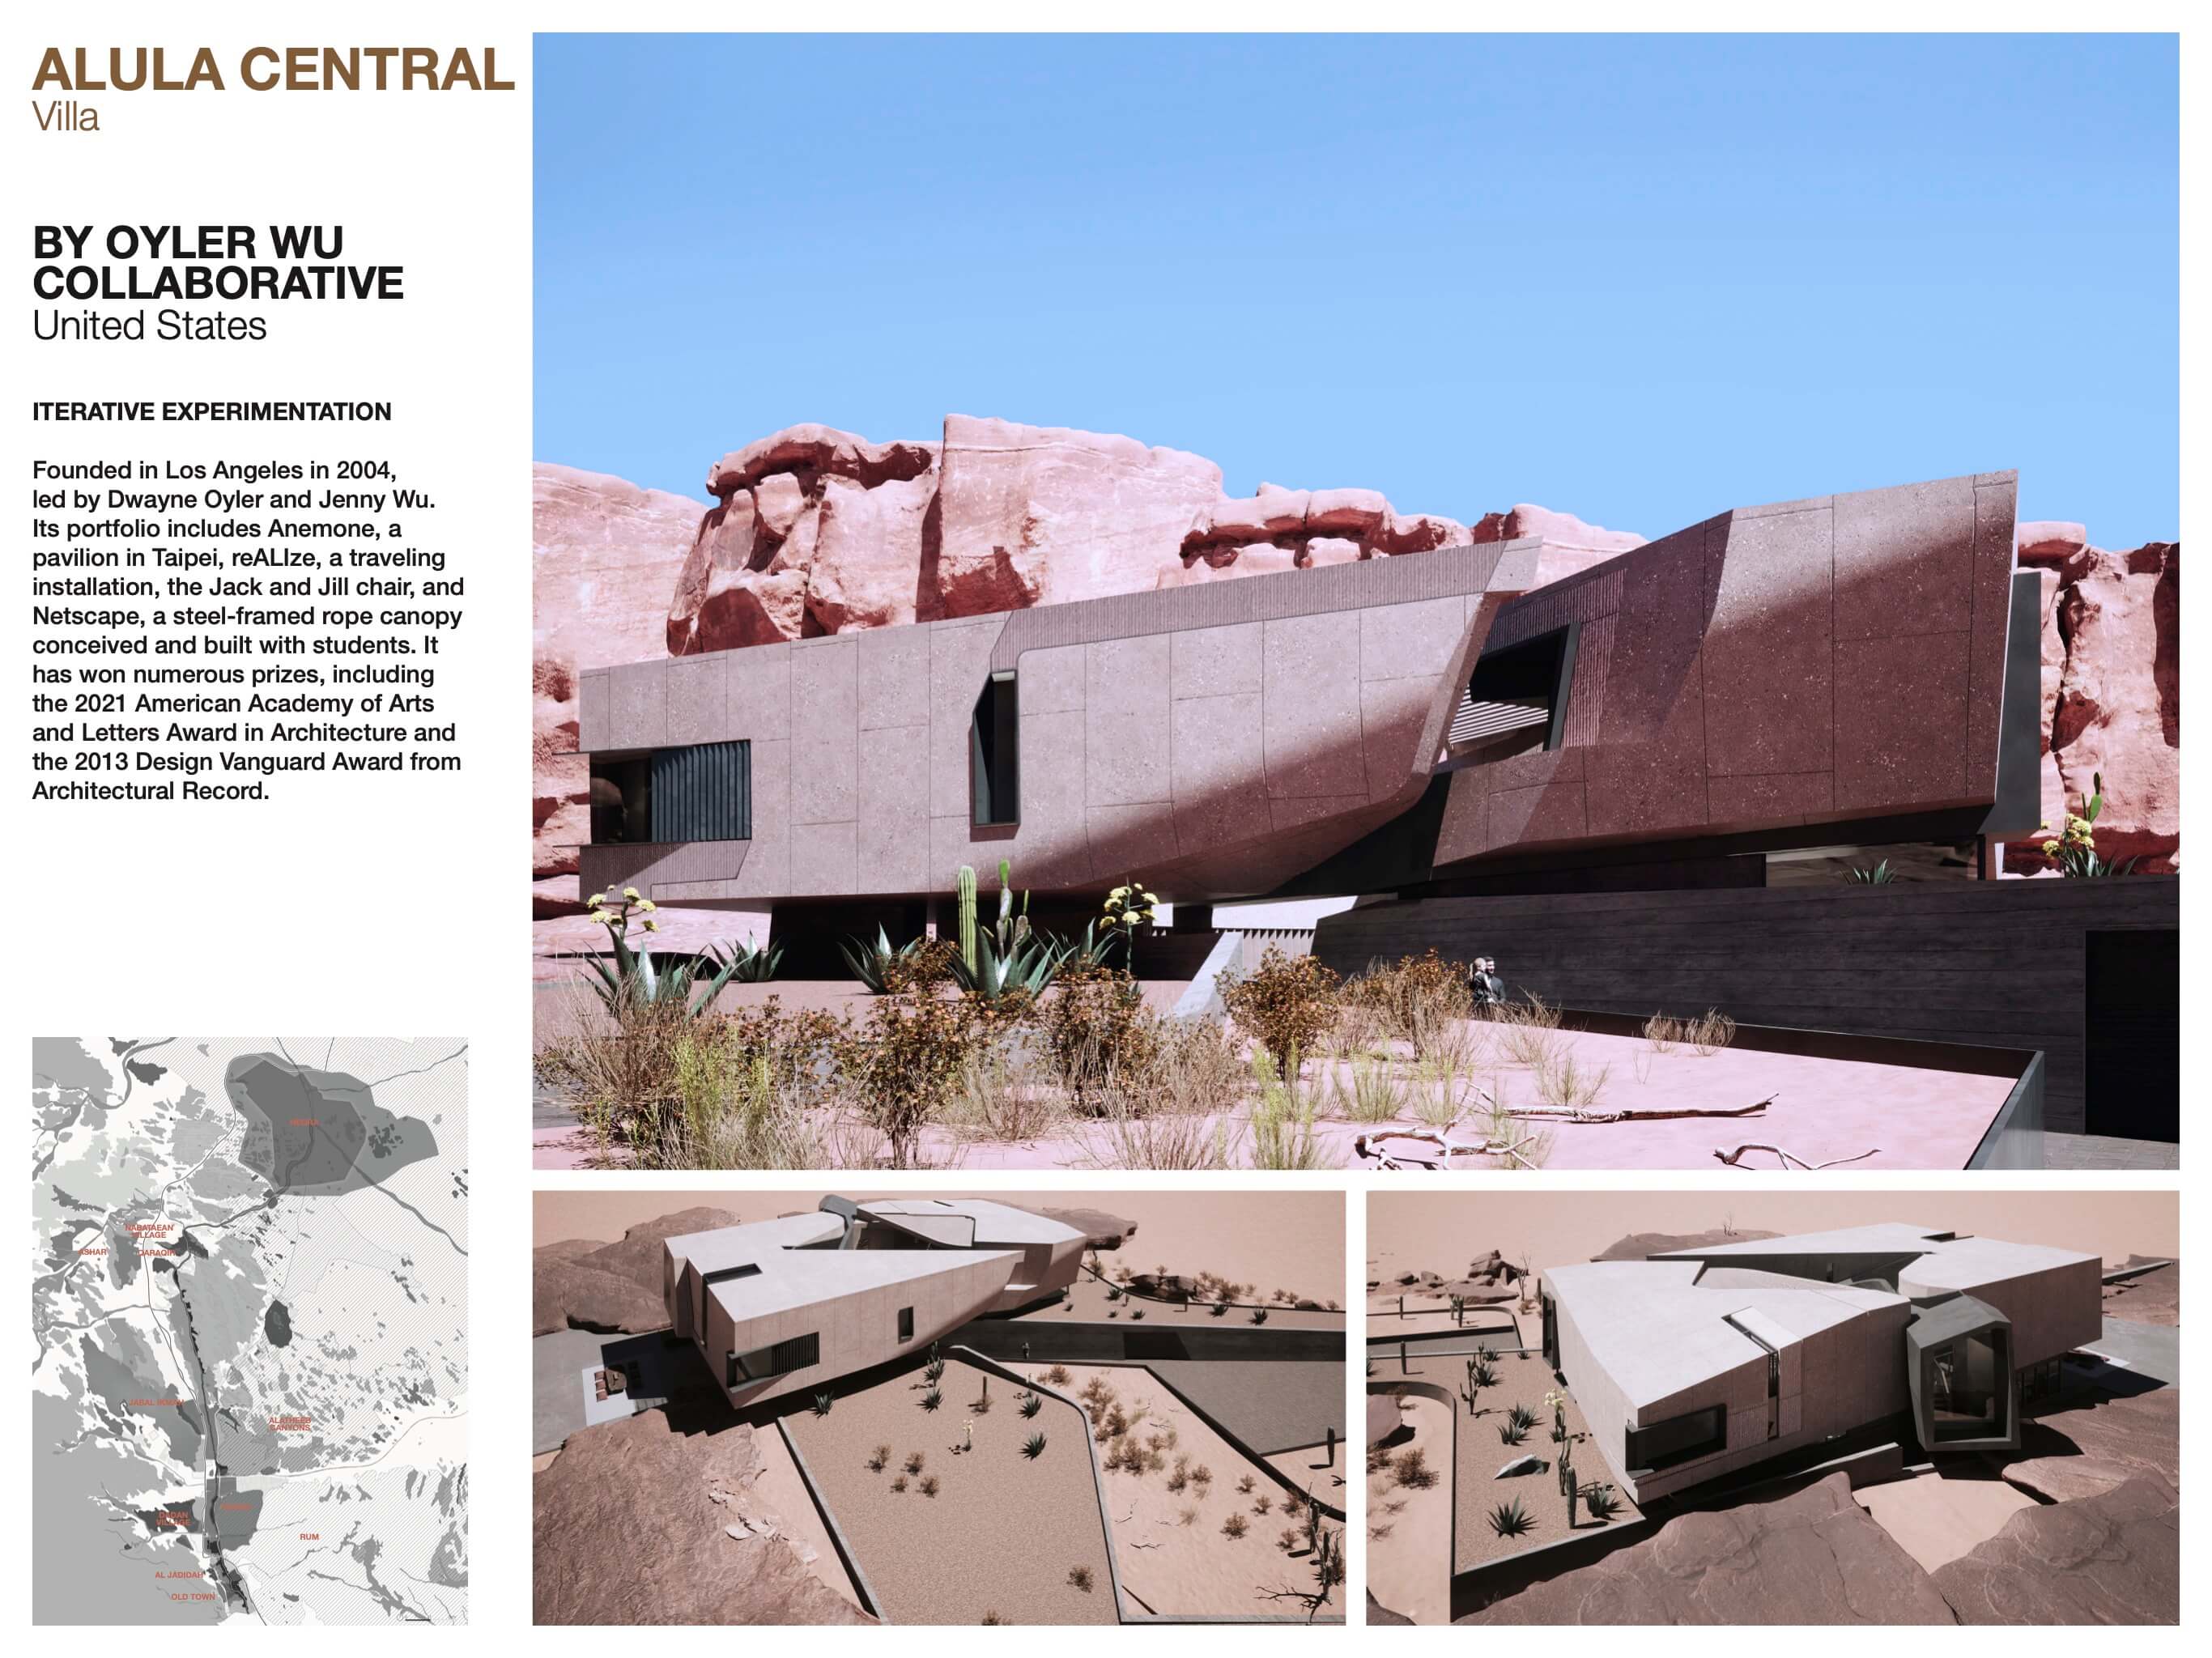 ALULA CENTRAL
Villa
BY OYLER WU
COLLABORATIVE
United States
ITERATIVE EXPERIMENTATION
Founded in Los Angeles in 2004,
led by Dwayne Oyler and Jenny Wu.
Its portfolio includes Anemone, a
pavilion in Taipei, reALIze, a traveling
installation, the Jack and Jill chair, and
Netscape, a steel-framed rope canopy
conceived and built with students. It
has won numerous prizes, including
the 2021 American Academy of Arts
and Letters Award in Architecture and
the 2013 Design Vanguard Award from
Architectural Record.
HEGRA
NABATAEAN
VILLAGE
ASHAR
QARAQIR
JABAL
ALATHEEB
CANYONS
DADAN
VILLAGE
RUM
AL JADIDAH
OLD TOWN